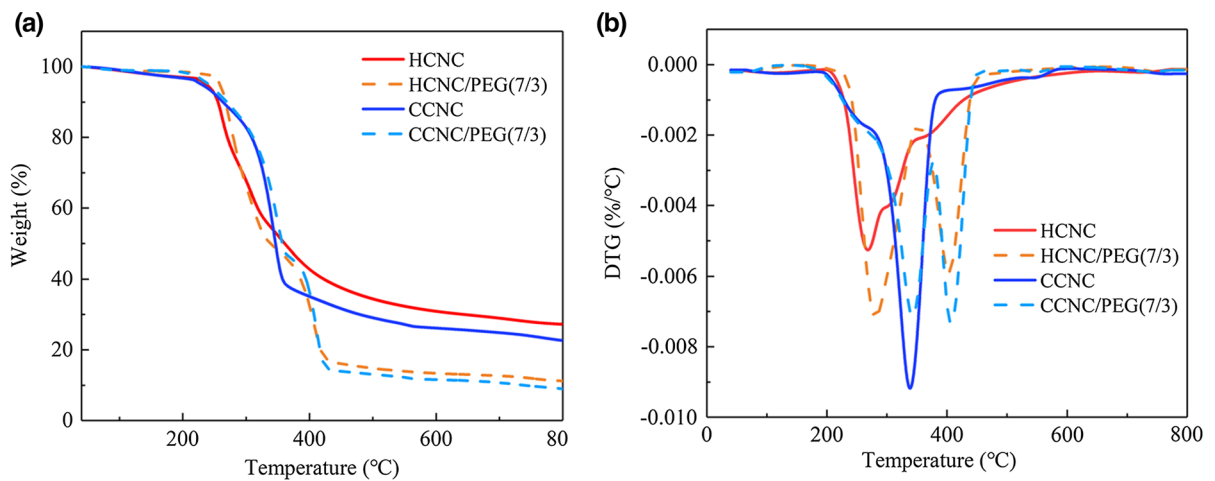 (a)
100
80
60
40
20
0
Weight (%)
200
400
600
80
Temperature (℃)
HCNC
HCNC/PEG(7/3)
CCNC
CCNC/PEG(7/3)
(b)
0.000
-0.002
-0.004
-0.006
-0.008
-0.010
DTG (%/℃)
0
200
400
600
800
Temperature (℃)
HCNC
HCNC/PEG(7/3)
CCNC
CCNC/PEG(7/3)